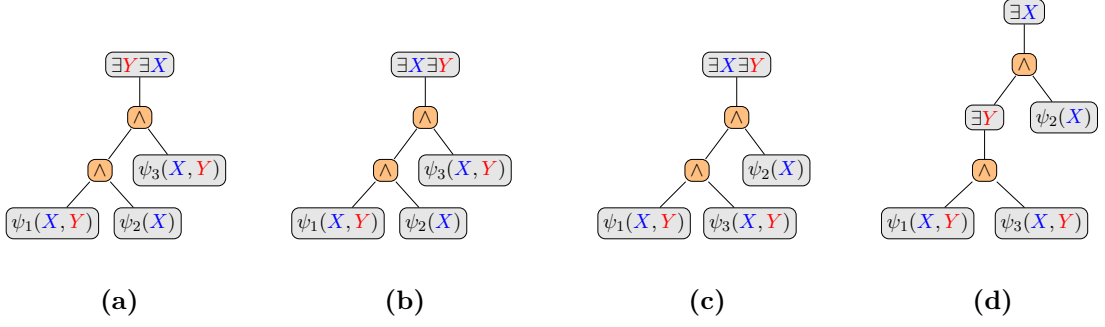 ∃X
∃Y∃X ∃X∃Y ∃X∃Y ∧
∧ ∧ ∧ ∃Y ψ₂(X)
∧ ψ₃(X, Y) ∧ ψ₃(X, Y) ∧ ψ₂(X) ∧
ψ₁(X, Y) ψ₂(X) ψ₁(X, Y) ψ₂(X) ψ₁(X, Y) ψ₃(X, Y) ψ₁(X, Y) ψ₃(X, Y)
(a) (b) (c) (d)